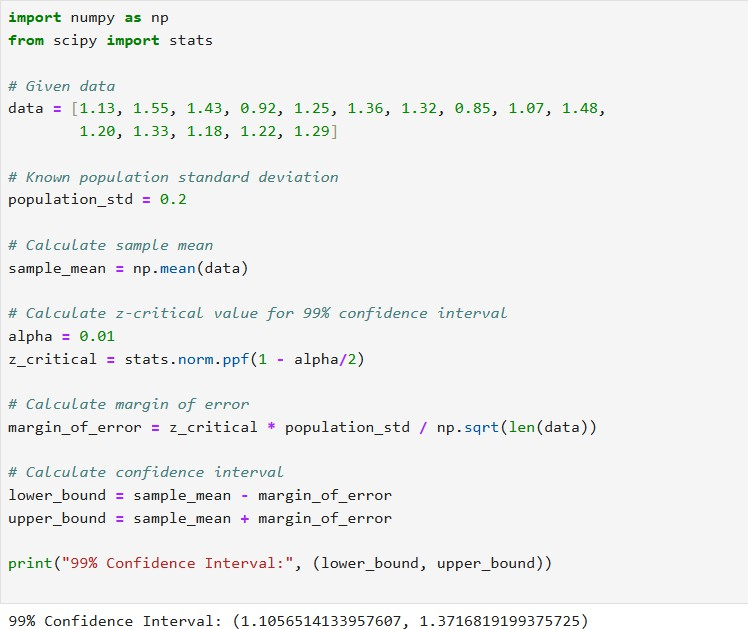 import numpy as np
from scipy import stats

# Given data
data = [1.13, 1.55, 1.43, 0.92, 1.25, 1.36, 1.32, 0.85, 1.07, 1.48,
        1.20, 1.33, 1.18, 1.22, 1.29]

# Known population standard deviation
population_std = 0.2

# Calculate sample mean
sample_mean = np.mean(data)

# Calculate z-critical value for 99% confidence interval
alpha = 0.01
z_critical = stats.norm.ppf(1 - alpha/2)

# Calculate margin of error
margin_of_error = z_critical * population_std / np.sqrt(len(data))

# Calculate confidence interval
lower_bound = sample_mean - margin_of_error
upper_bound = sample_mean + margin_of_error

print("99% Confidence Interval:", (lower_bound, upper_bound))

99% Confidence Interval: (1.1056514133957607, 1.3716819199375725)